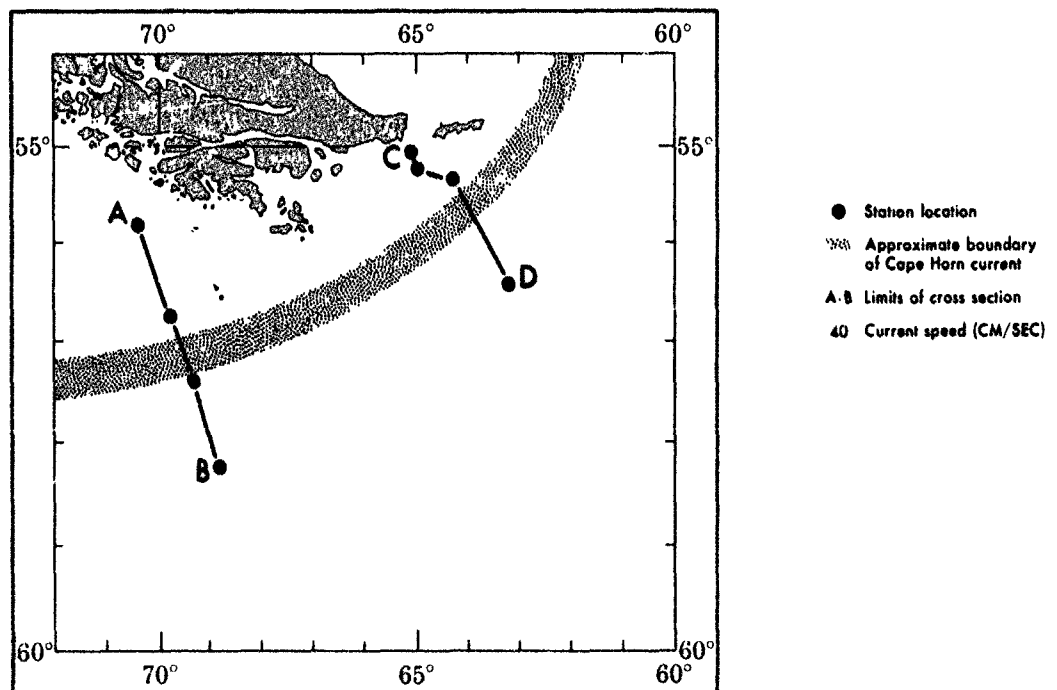 70° 65° 60°
55° 55°
C
A
D
B
60° 60°
70° 65° 60°
Station location
Approximate boundary
of Cape Horn current
A-B Limits of cross section
40 Current speed (CM/SEC)